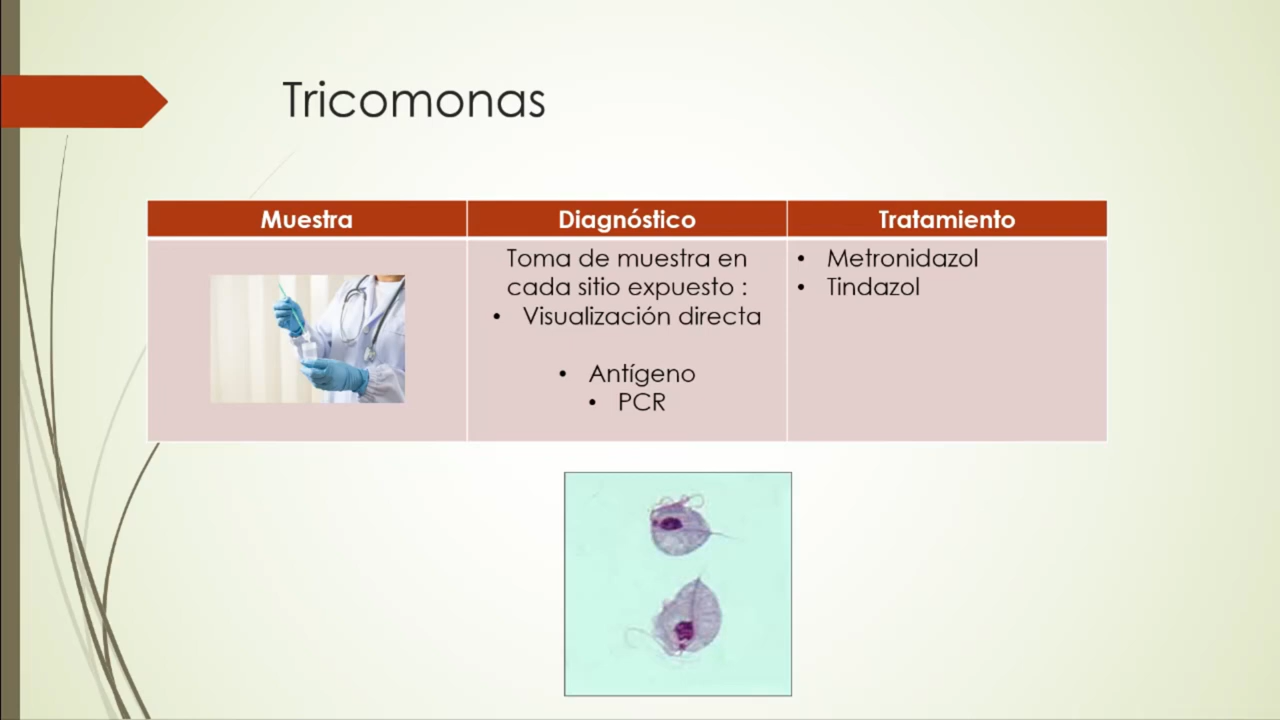 Tricomonas
Muestra
Diagnóstico
Tratamiento
Toma de muestra en
cada sitio expuesto :
• Visualización directa
• Antígeno
• PCR
• Metronidazol
• Tindazol